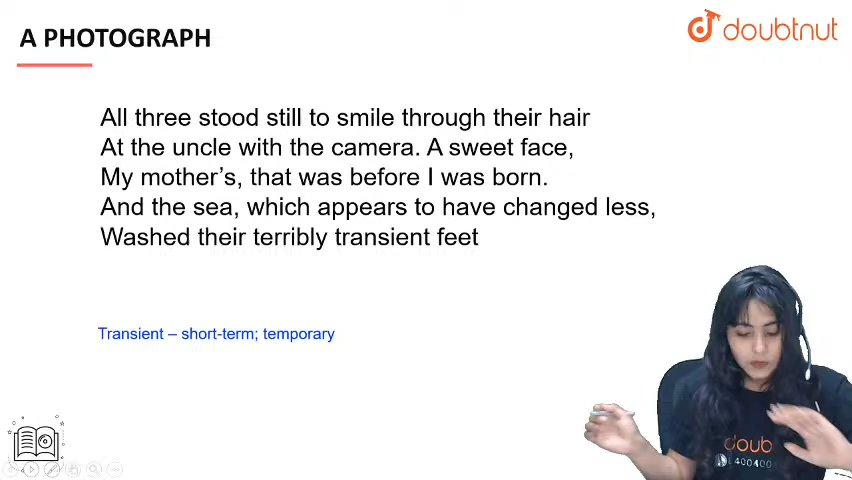 A PHOTOGRAPH
doubtnut
All three stood still to smile through their hair
At the uncle with the camera. A sweet face,
My mother’s, that was before I was born.
And the sea, which appears to have changed less,
Washed their terribly transient feet
Transient – short-term; temporary
doub
400400